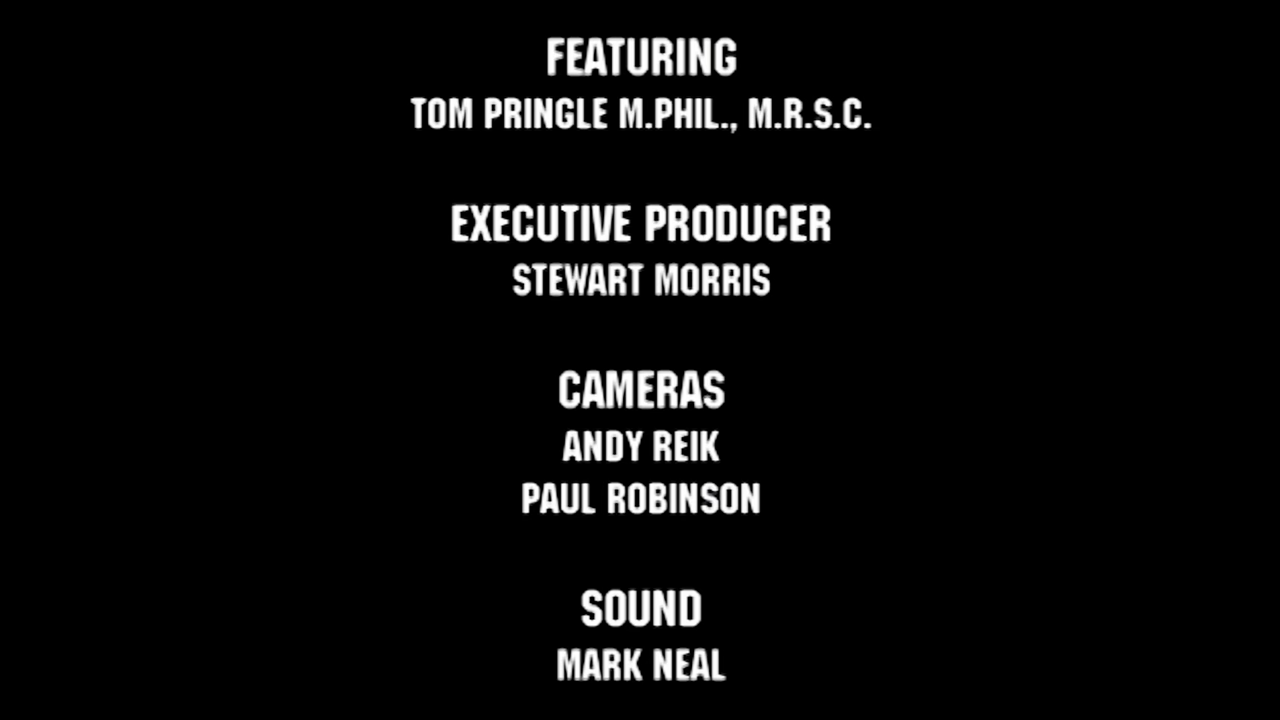 FEATURING
TOM PRINGLE M.PHIL., M.R.S.C.
EXECUTIVE PRODUCER
STEWART MORRIS
CAMERAS
ANDY REIK
PAUL ROBINSON
SOUND
MARK NEAL